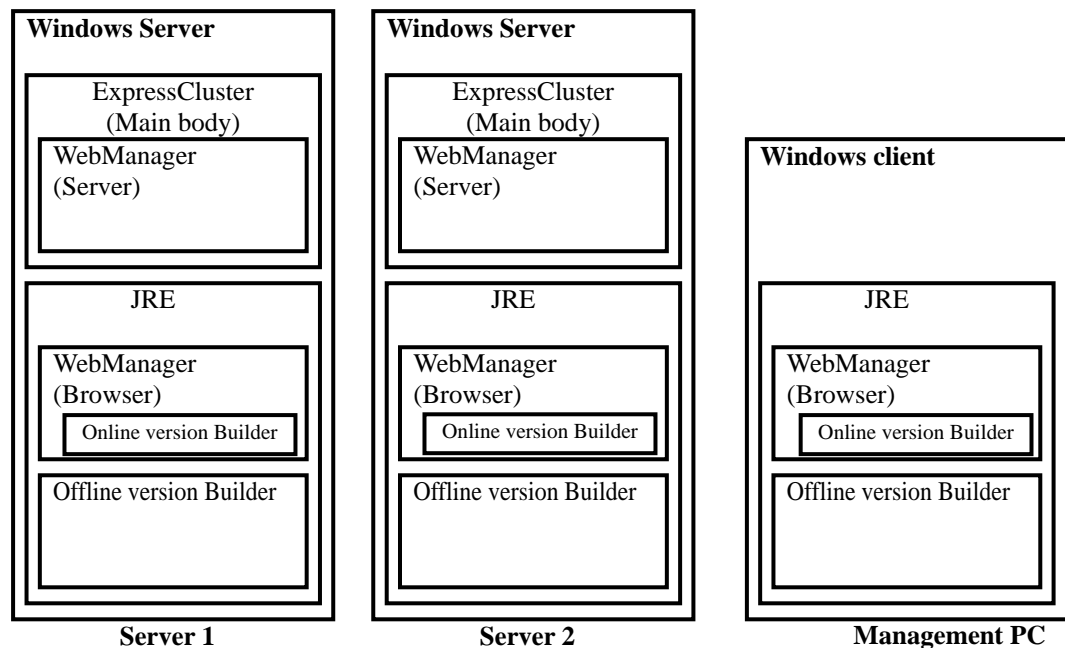 Windows Server
ExpressCluster
(Main body)
WebManager
(Server)
JRE
WebManager
(Browser)
Online version Builder
Offline version Builder
Server 1
Windows Server
ExpressCluster
(Main body)
WebManager
(Server)
JRE
WebManager
(Browser)
Online version Builder
Offline version Builder
Server 2
Windows client
JRE
WebManager
(Browser)
Online version Builder
Offline version Builder
Management PC